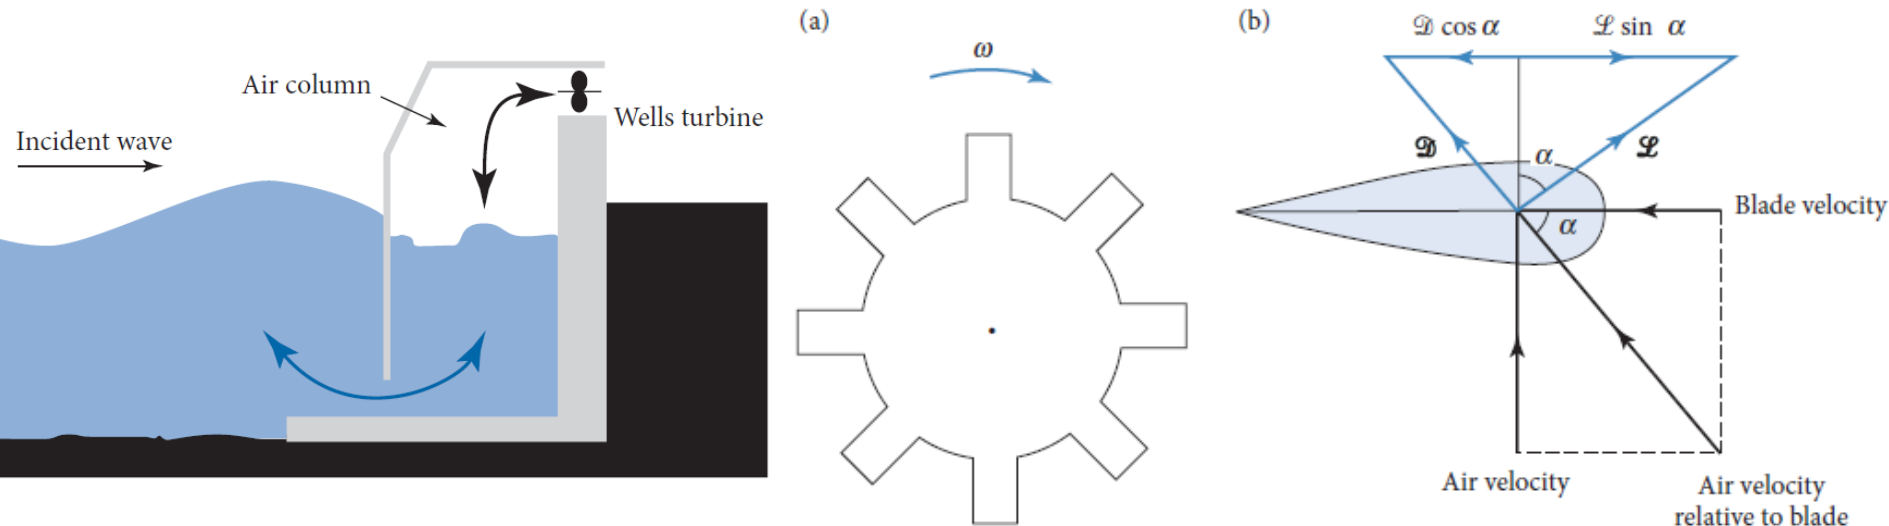 Incident wave
Air column
Wells turbine
(a)
ω
(b)
𝒟 cos α
ℒ sin α
𝒟
α
ℒ
Blade velocity
α
Air velocity
Air velocity
relative to blade